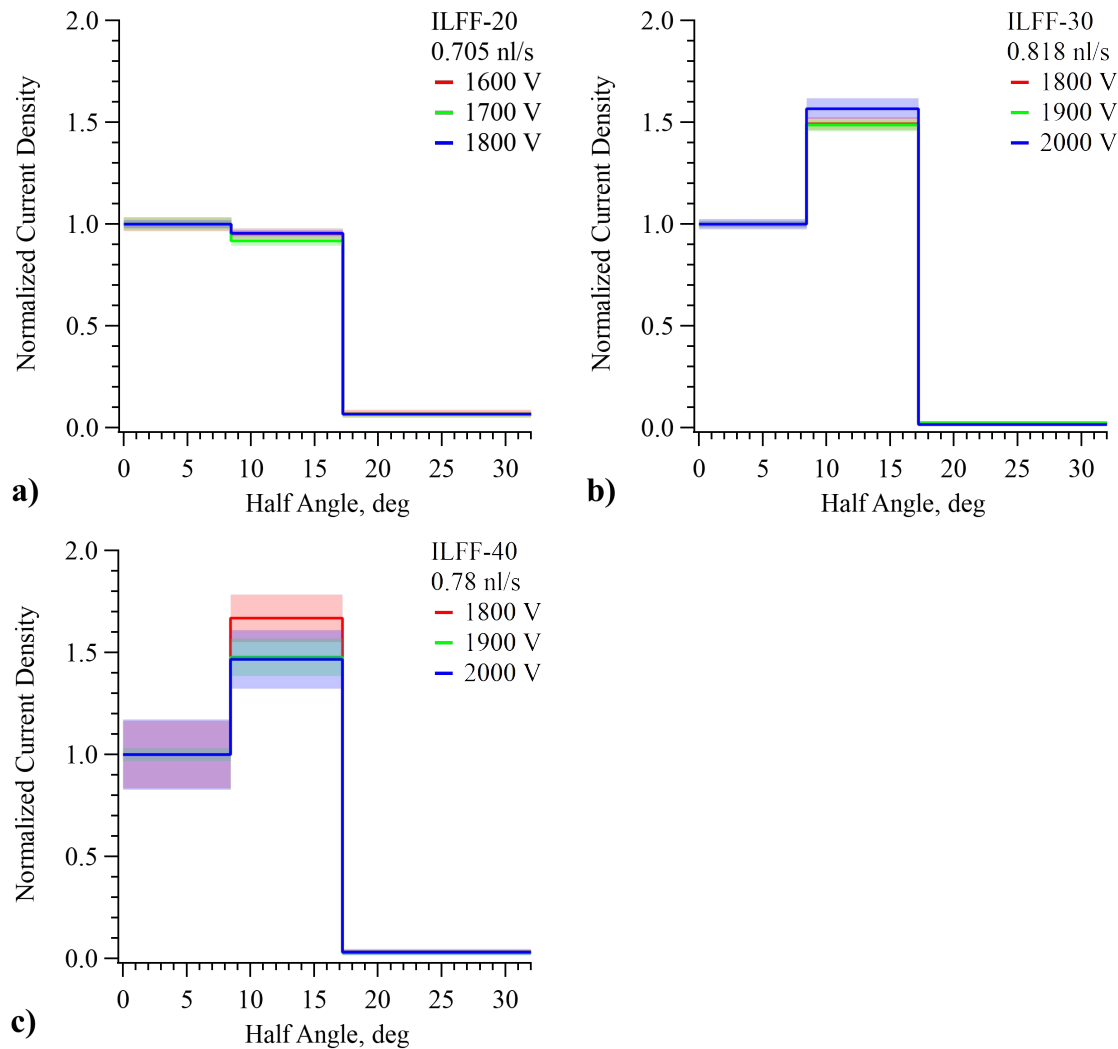 ILFF-20
0.705 nl/s
1600 V
1700 V
1800 V
Normalized Current Density
2.0
1.5
1.0
0.5
0.0
0 5 10 15 20 25 30
Half Angle, deg
a)
ILFF-30
0.818 nl/s
1800 V
1900 V
2000 V
Normalized Current Density
2.0
1.5
1.0
0.5
0.0
0 5 10 15 20 25 30
Half Angle, deg
b)
ILFF-40
0.78 nl/s
1800 V
1900 V
2000 V
Normalized Current Density
2.0
1.5
1.0
0.5
0.0
0 5 10 15 20 25 30
Half Angle, deg
c)